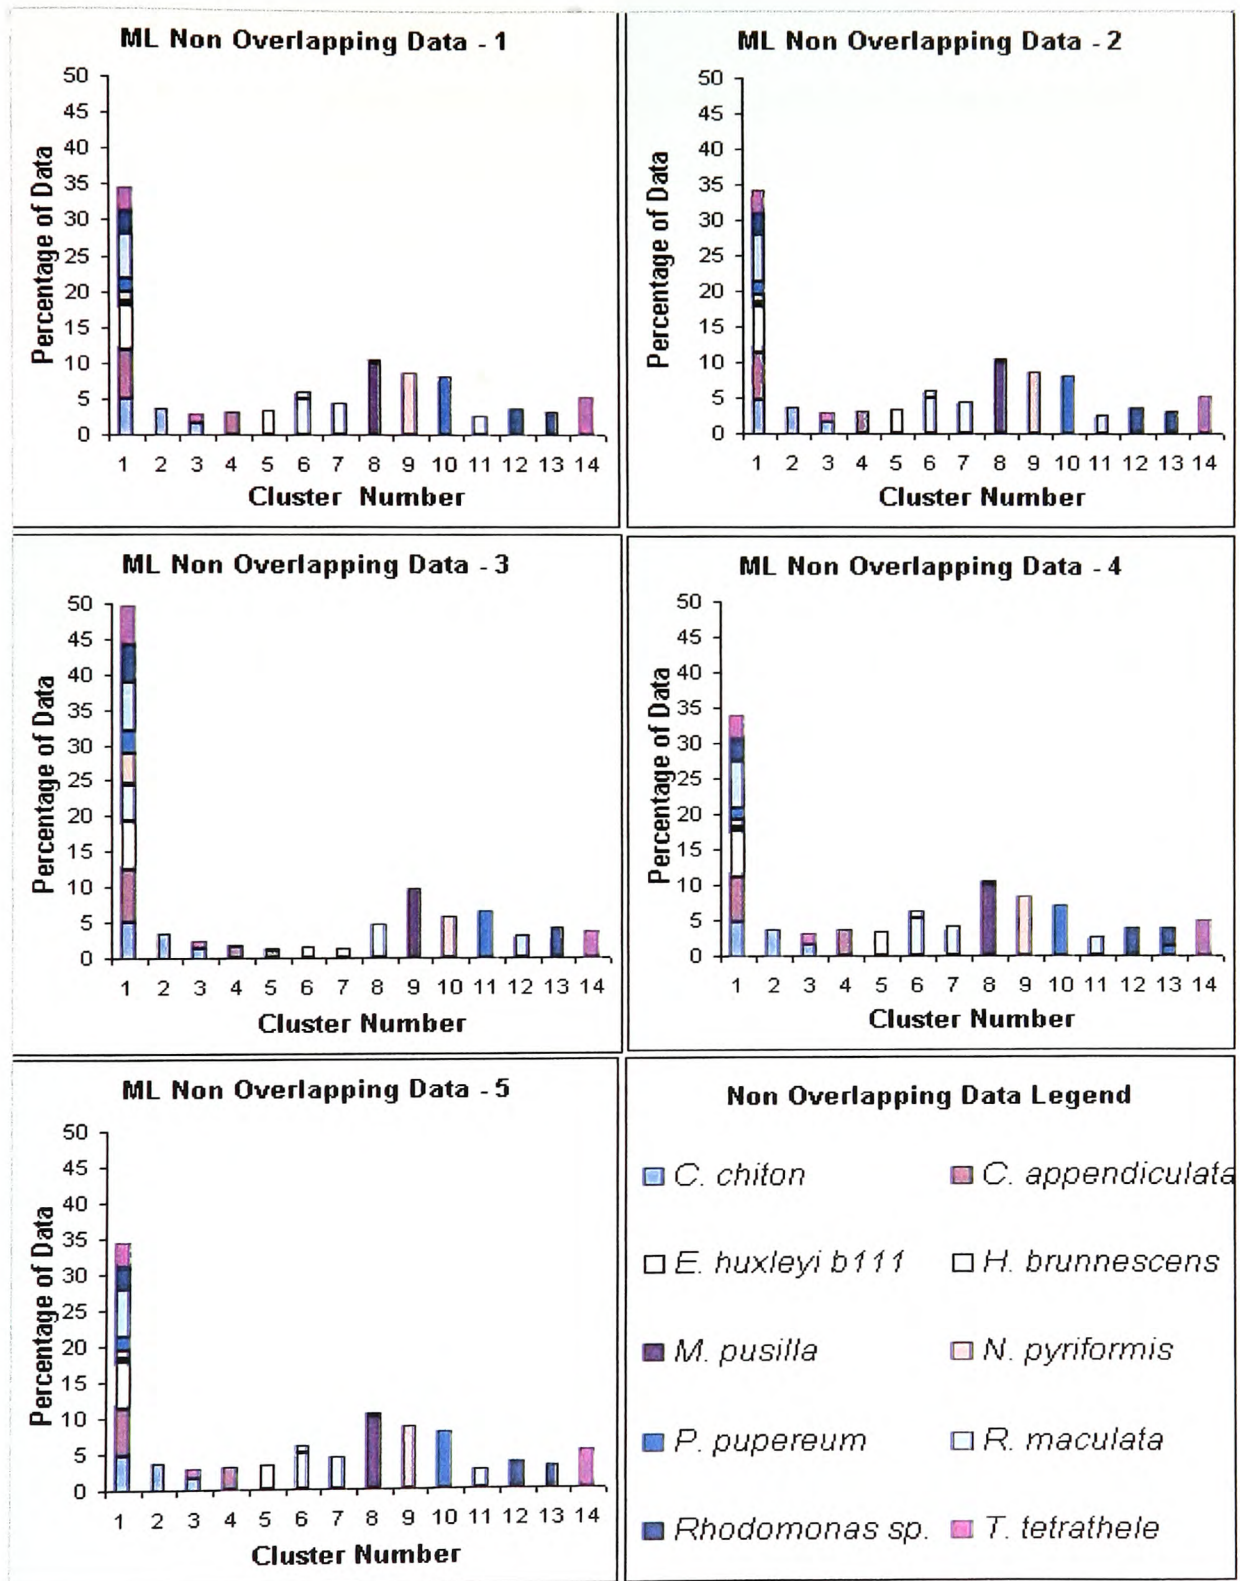 ML Non Overlapping Data - 1
50
45
40
35
30
25
20
15
10
5
0
Percentage of Data
1 2 3 4 5 6 7 8 9 10 11 12 13 14
Cluster Number
ML Non Overlapping Data - 2
50
45
40
35
30
25
20
15
10
5
0
Percentage of Data
1 2 3 4 5 6 7 8 9 10 11 12 13 14
Cluster Number
ML Non Overlapping Data - 3
50
45
40
35
30
25
20
15
10
5
0
Percentage of Data
1 2 3 4 5 6 7 8 9 10 11 12 13 14
Cluster Number
ML Non Overlapping Data - 4
50
45
40
35
30
25
20
15
10
5
0
Percentage of Data
1 2 3 4 5 6 7 8 9 10 11 12 13 14
Cluster Number
ML Non Overlapping Data - 5
50
45
40
35
30
25
20
15
10
5
0
Percentage of Data
1 2 3 4 5 6 7 8 9 10 11 12 13 14
Cluster Number
Non Overlapping Data Legend
C. chiton C. appendiculata
E. huxleyi b111 H. brunnescens
M. pusilla N. pyriformis
P. pupereum R. maculata
Rhodomonas sp. T. tetrathele